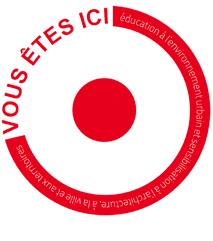 VOUS ÊTES ICI
éducation à l'environnement urbain et sensibilisation à l'architecture, à la ville et aux territoires